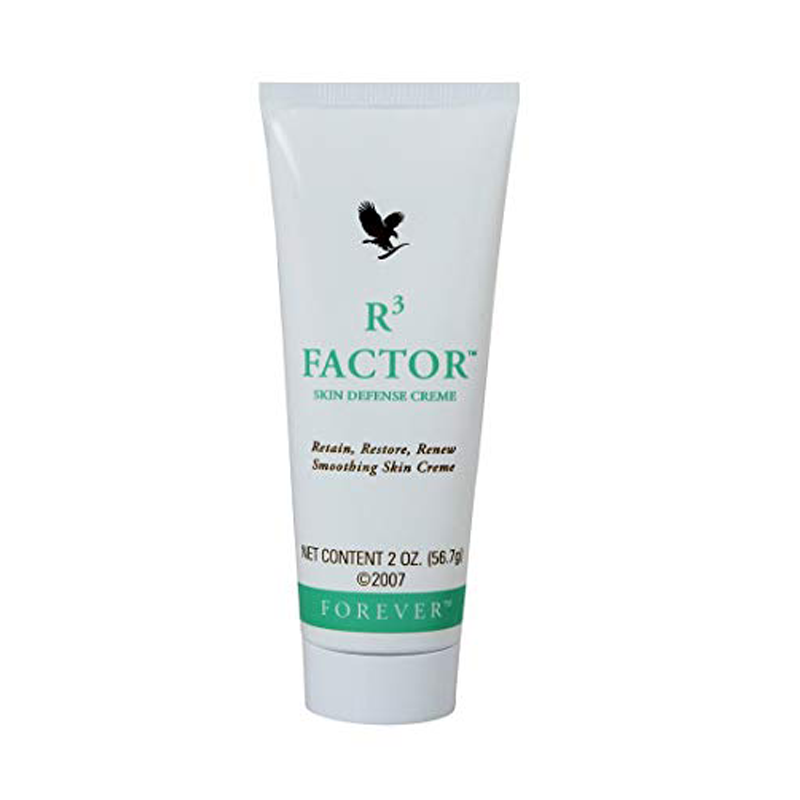 R³
FACTOR™
SKIN DEFENSE CREME
Retain, Restore, Renew
Smoothing Skin Creme
NET CONTENT 2 OZ. (56.7g)
©2007
FOREVER™